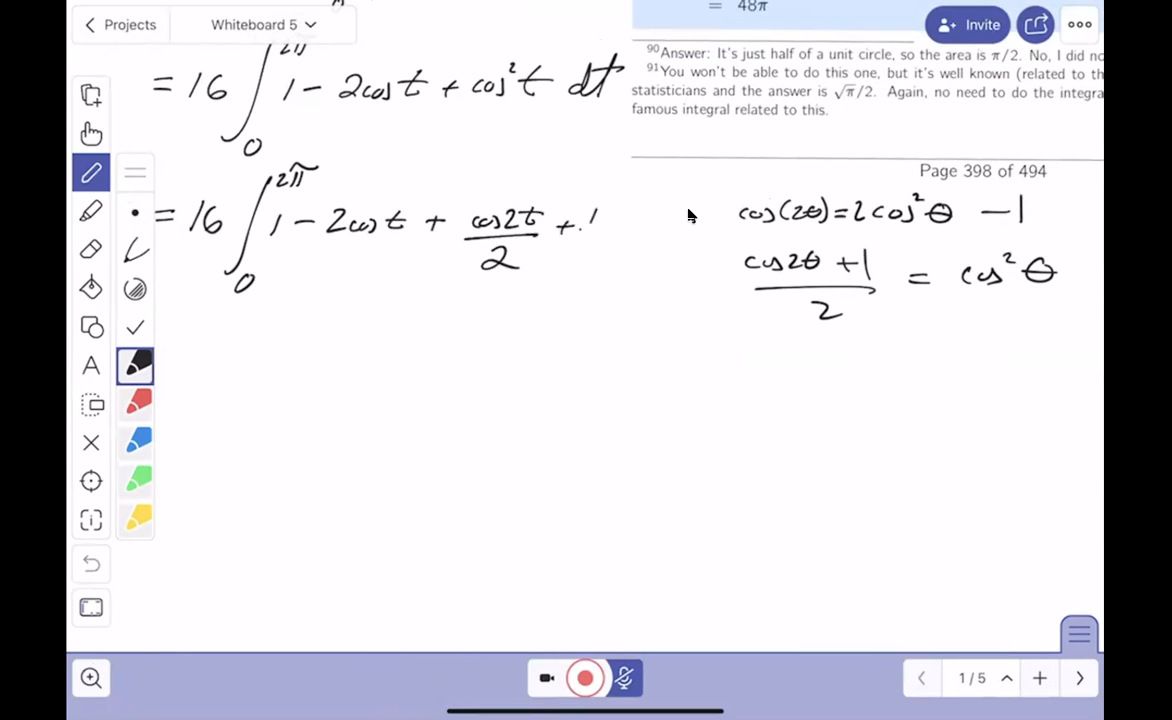 Projects
Whiteboard 5
= 48π
Invite
⁹⁰Answer: It's just half of a unit circle, so the area is π/2. No, I did no
⁹¹You won't be able to do this one, but it's well known (related to th
statisticians and the answer is √π/2. Again, no need to do the integra
famous integral related to this.
Page 398 of 494
= 16 ∫₀^{2π} 1 - 2cos t + cos² t dt
= 16 ∫₀^{2π} 1 - 2cos t + cos2t/2 + 1
cos(2θ) = 2cos² θ - 1
cos2θ + 1 / 2 = cos² θ
A
1/5